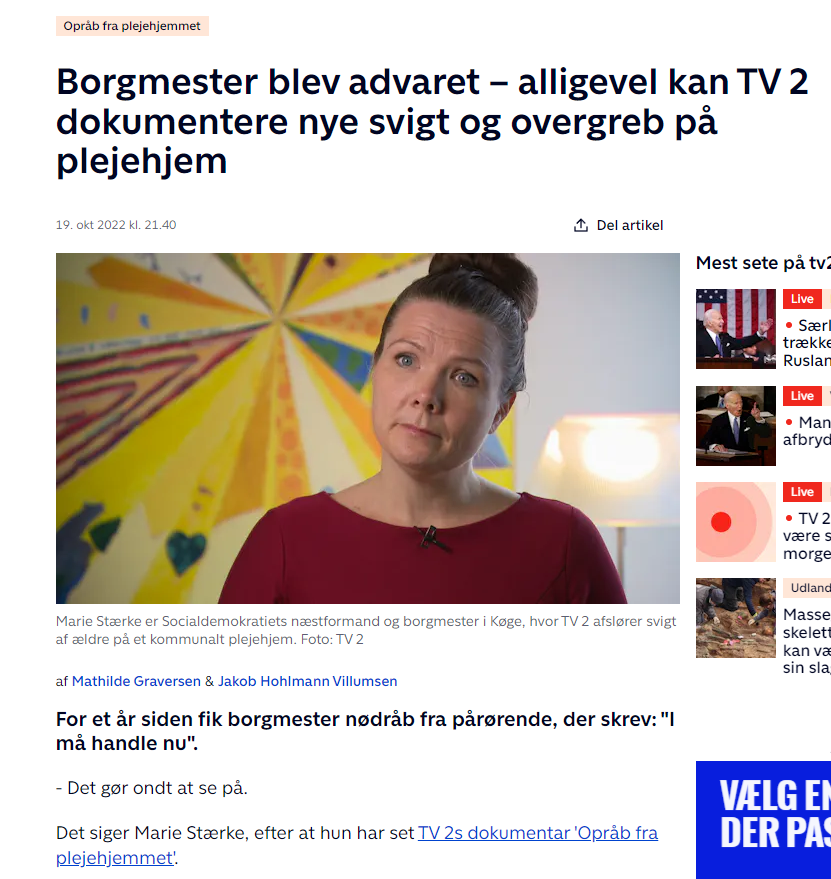 Opråb fra plejehjemmet
Borgmester blev advaret – alligevel kan TV 2
dokumentere nye svigt og overgreb på
plejehjem
19. okt 2022 kl. 21.40
Del artikel
Marie Stærke er Socialdemokratiets næstformand og borgmester i Køge, hvor TV 2 afslører svigt
af ældre på et kommunalt plejehjem. Foto: TV 2
af Mathilde Graversen & Jakob Hohlmann Villumsen
For et år siden fik borgmester nødråb fra pårørende, der skrev: "I
må handle nu".
- Det gør ondt at se på.
Det siger Marie Stærke, efter at hun har set TV 2s dokumentar 'Opråb fra
plejehjemmet'.
Mest sete på tv2
Live
• Særl
trække
Ruslan
Live
• Man
afbryd
Live
• TV 2
være s
morge
Udland
Masse
skelett
kan væ
sin slag
VÆLG EN
DER PAS